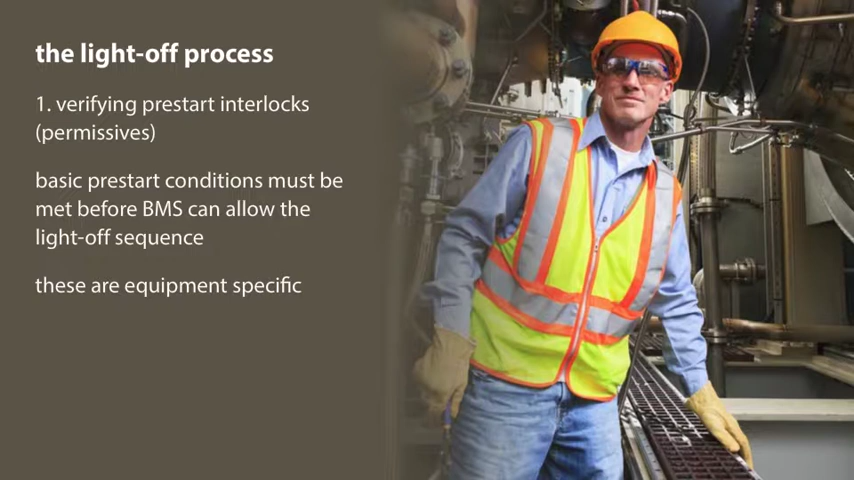 the light-off process
1. verifying prestart interlocks
(permissives)
basic prestart conditions must be
met before BMS can allow the
light-off sequence
these are equipment specific